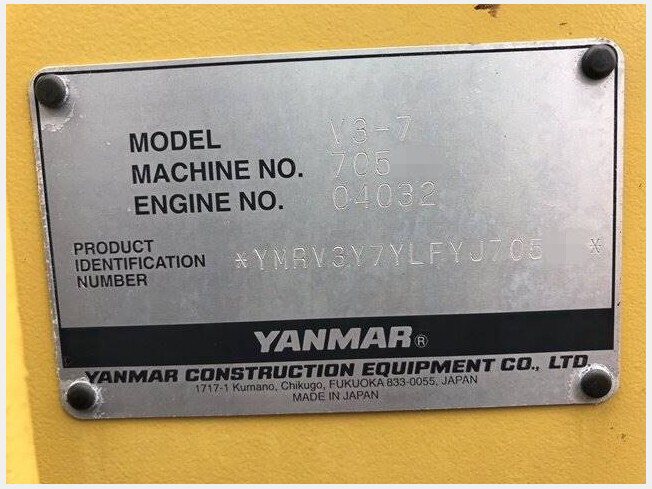 MODEL V3-7
MACHINE NO. 705
ENGINE NO. 04032
PRODUCT
IDENTIFICATION
NUMBER
*YMRV3Y7YLFYJ705 *
YANMAR®
YANMAR CONSTRUCTION EQUIPMENT CO., LTD.
1717-1 Kumano, Chikugo, FUKUOKA 833-0055, JAPAN
MADE IN JAPAN